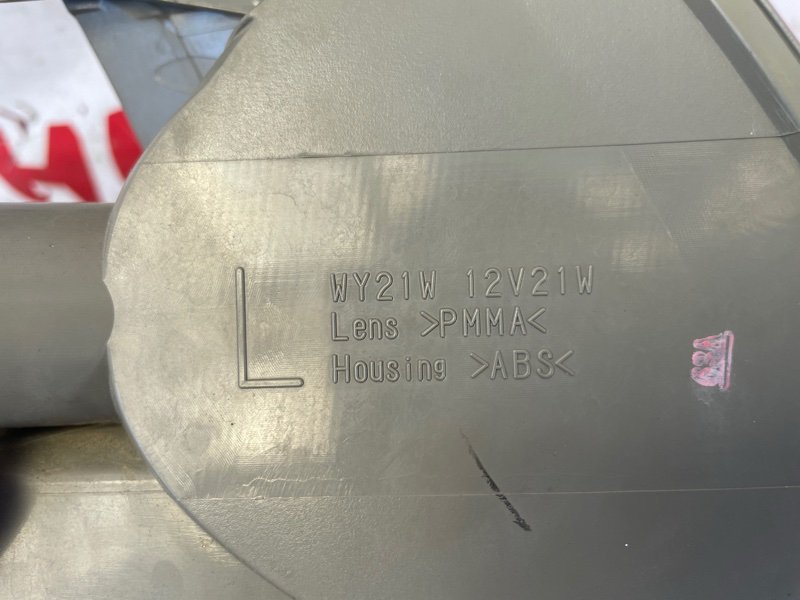 L
WY21W 12V21W
Lens >PMMA<
Housing >ABS<